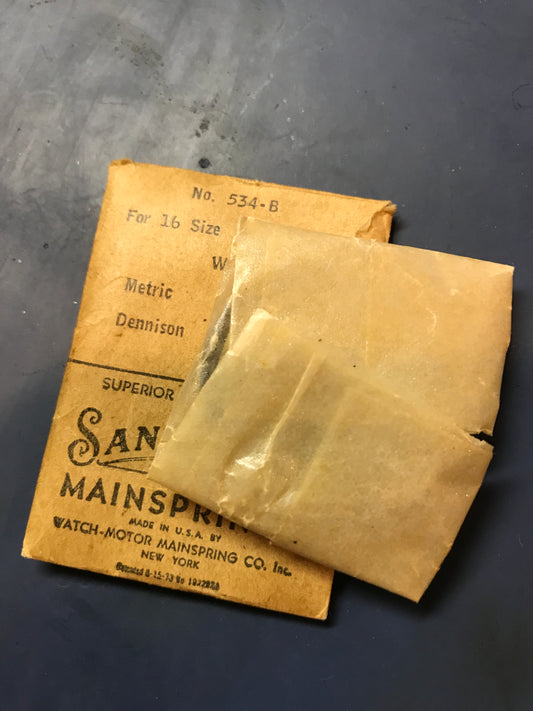 No. 534-B
For 16 Size
W
Metric
Dennison
SUPERIOR
SAN
MAINSPRIN
MADE IN U.S.A. BY
WATCH-MOTOR MAINSPRING CO. Inc.
NEW YORK